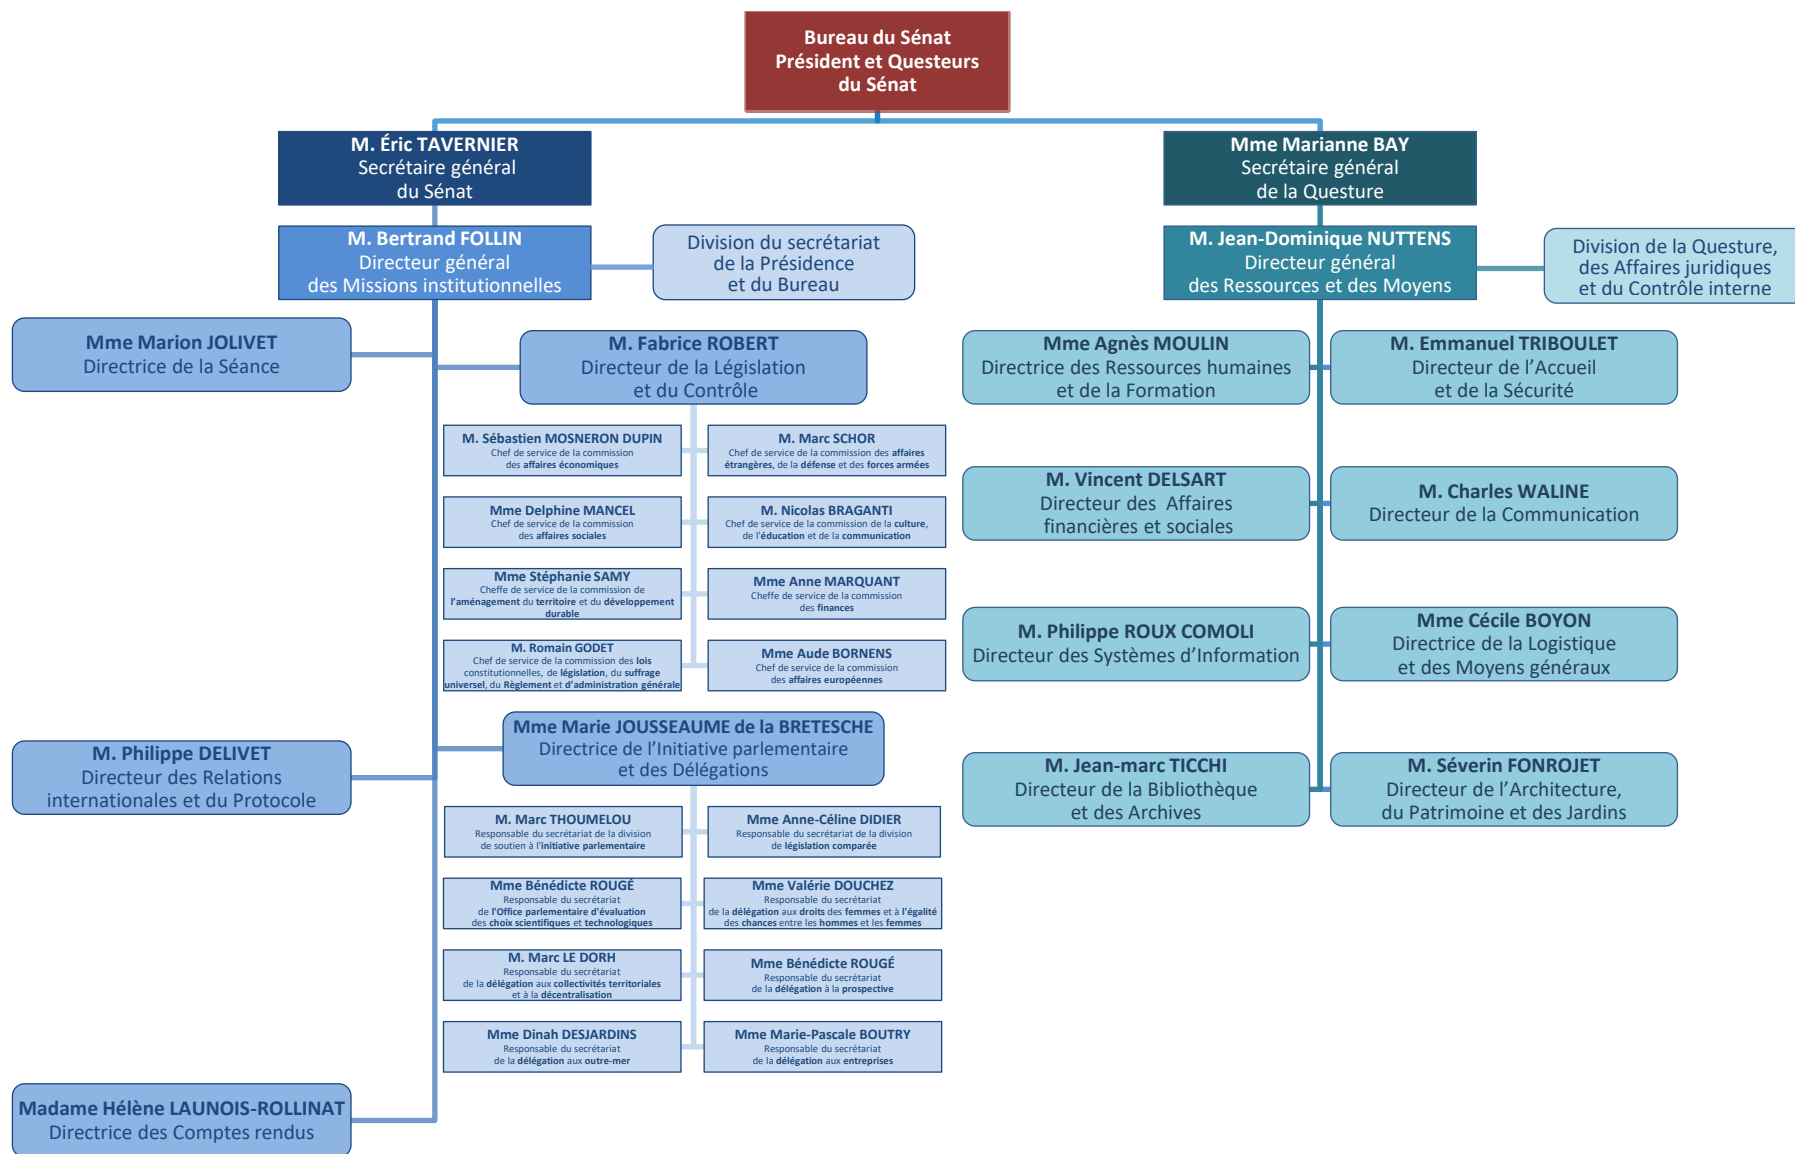 Bureau du Sénat
Président et Questeurs
du Sénat
M. Éric TAVERNIER
Secrétaire général
du Sénat
Mme Marianne BAY
Secrétaire général
de la Questure
M. Bertrand FOLLIN
Directeur général
des Missions institutionnelles
Division du secrétariat
de la Présidence
et du Bureau
M. Jean-Dominique NUTTENS
Directeur général
des Ressources et des Moyens
Division de la Questure,
des Affaires juridiques
et du Contrôle interne
Mme Marion JOLIVET
Directrice de la Séance
M. Fabrice ROBERT
Directeur de la Législation
et du Contrôle
M. Sébastien MOSNERON DUPIN
Chef de service de la commission
des affaires économiques
M. Marc SCHOR
Chef de service de la commission des affaires
étrangères, de la défense et des forces armées
Mme Delphine MANCEL
Chef de service de la commission
des affaires sociales
M. Nicolas BRAGANTI
Chef de service de la commission de la culture,
de l'éducation et de la communication
Mme Stéphanie SAMY
Cheffe de service de la commission de
l'aménagement du territoire et du développement
durable
Mme Anne MARQUANT
Cheffe de service de la commission
des finances
M. Romain GODET
Chef de service de la commission des lois
constitutionnelles, de législation, du suffrage
universel, du Règlement et d'administration générale
Mme Aude BORNENS
Chef de service de la commission
des affaires européennes
M. Philippe DELIVET
Directeur des Relations
internationales et du Protocole
Mme Marie JOUSSEAUME de la BRETESCHE
Directrice de l'Initiative parlementaire
et des Délégations
M. Marc THOUMELOU
Responsable du secrétariat de la division
de soutien à l'initiative parlementaire
Mme Anne-Céline DIDIER
Responsable du secrétariat de la division
de législation comparée
Mme Bénédicte ROUGÉ
Responsable du secrétariat
de l'Office parlementaire d'évaluation
des choix scientifiques et technologiques
Mme Valérie DOUCHEZ
Responsable du secrétariat
de la délégation aux droits des femmes et à l'égalité
des chances entre les hommes et les femmes
M. Marc LE DORH
Responsable du secrétariat
de la délégation aux collectivités territoriales
et à la décentralisation
Mme Bénédicte ROUGÉ
Responsable du secrétariat
de la délégation à la prospective
Mme Dinah DESJARDINS
Responsable du secrétariat
de la délégation aux outre-mer
Mme Marie-Pascale BOUTRY
Responsable du secrétariat
de la délégation aux entreprises
Madame Hélène LAUNOIS-ROLLINAT
Directrice des Comptes rendus
Mme Agnès MOULIN
Directrice des Ressources humaines
et de la Formation
M. Emmanuel TRIBOULET
Directeur de l'Accueil
et de la Sécurité
M. Vincent DELSART
Directeur des Affaires
financières et sociales
M. Charles WALINE
Directeur de la Communication
M. Philippe ROUX COMOLI
Directeur des Systèmes d'Information
Mme Cécile BOYON
Directrice de la Logistique
et des Moyens généraux
M. Jean-marc TICCHI
Directeur de la Bibliothèque
et des Archives
M. Séverin FONROJET
Directeur de l'Architecture,
du Patrimoine et des Jardins